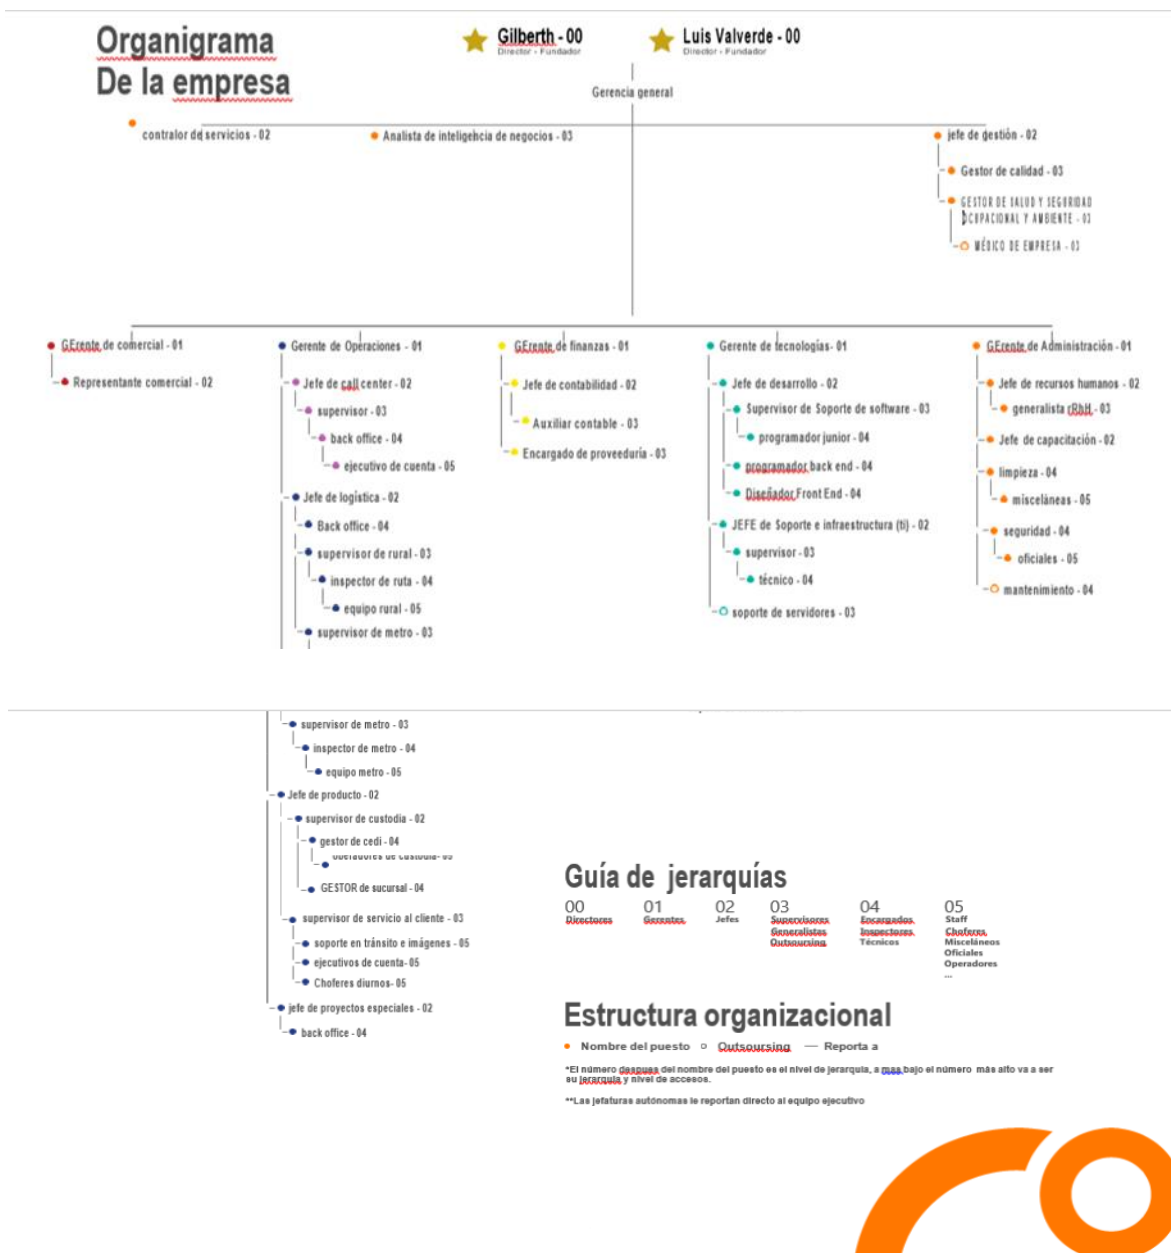 Organigrama
De la empresa
Gilberth - 00
Director - Fundador
Luis Valverde - 00
Director - Fundador
Gerencia general
contralor de servicios - 02
Analista de inteligencia de negocios - 03
jefe de gestión - 02
Gestor de calidad - 03
GESTOR DE SALUD Y SEGURIDAD
OCUPACIONAL Y AMBIENTE - 03
MÉDICO DE EMPRESA - 03
GErente de comercial - 01
Representante comercial - 02
Gerente de Operaciones - 01
Jefe de call center - 02
supervisor - 03
back office - 04
ejecutivo de cuenta - 05
Jefe de logística - 02
Back office - 04
supervisor de rural - 03
inspector de ruta - 04
equipo rural - 05
supervisor de metro - 03
GErente de finanzas - 01
Jefe de contabilidad - 02
Auxiliar contable - 03
Encargado de proveeduría - 03
Gerente de tecnologías- 01
Jefe de desarrollo - 02
Supervisor de Soporte de software - 03
programador junior - 04
programador back end - 04
Diseñador Front End - 04
JEFE de Soporte e infraestructura (ti) - 02
supervisor - 03
técnico - 04
soporte de servidores - 03
GErente de Administración - 01
Jefe de recursos humanos - 02
generalista rRhH - 03
Jefe de capacitación - 02
limpieza - 04
misceláneas - 05
seguridad - 04
oficiales - 05
mantenimiento - 04
supervisor de metro - 03
inspector de metro - 04
equipo metro - 05
Jefe de producto - 02
supervisor de custodia - 02
gestor de cedi - 04
operadores de custodia- 05
GESTOR de sucursal - 04
supervisor de servicio al cliente - 03
soporte en tránsito e imágenes - 05
ejecutivos de cuenta- 05
Choferes diurnos- 05
jefe de proyectos especiales - 02
back office - 04
Guía de jerarquías
00 01 02 03 04 05
Directores Gerentes Jefes Supervisores Encargados Staff
Generalistas Inspectores Choferes
Outsoursing Técnicos Misceláneos
Oficiales
Operadores
...
Estructura organizacional
Nombre del puesto Outsoursing Reporta a
*El número despues del nombre del puesto es el nivel de jerarquía, a mas bajo el número más alto va a ser
su jerarquía y nivel de accesos.
**Las jefaturas autónomas le reportan directo al equipo ejecutivo